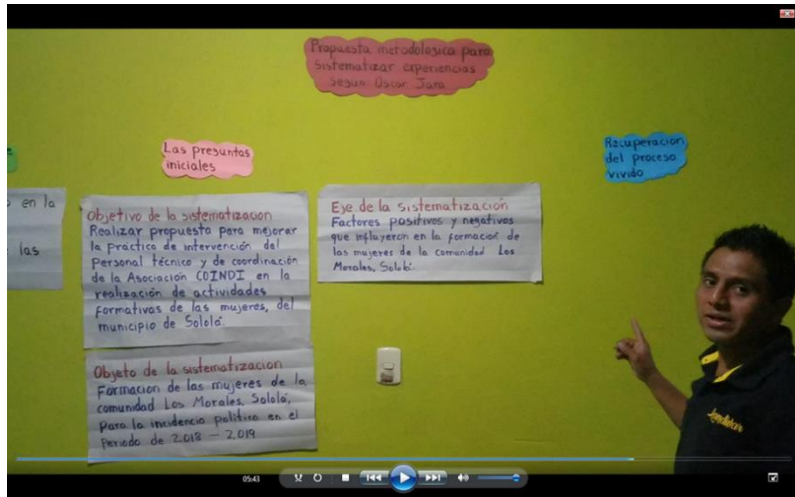 Propuesta metodologica para
sistematizar experiencias
segun Oscar Jara
Las preguntas
iniciales
Recuperacion
del proceso
vivido
en la
las
Objetivo de la sistematizacion
Realizar propuesta para mejorar
la práctica de intervención del
Personal técnico y de coordinación
de la Asociación COINDI en la
realización de actividades
formativas de las mujeres, del
municipio de Sololá.
Eje de la sistematización
Factores positivos y negativos
que influyeron en la formación de
las mujeres de la comunidad Los
Morales, Sololá.
Objeto de la sistematizacion
Formacion de las mujeres de la
comunidad Los Morales, Sololá,
para la incidencia politica en el
Periodo de 2018 – 2,019
05:43